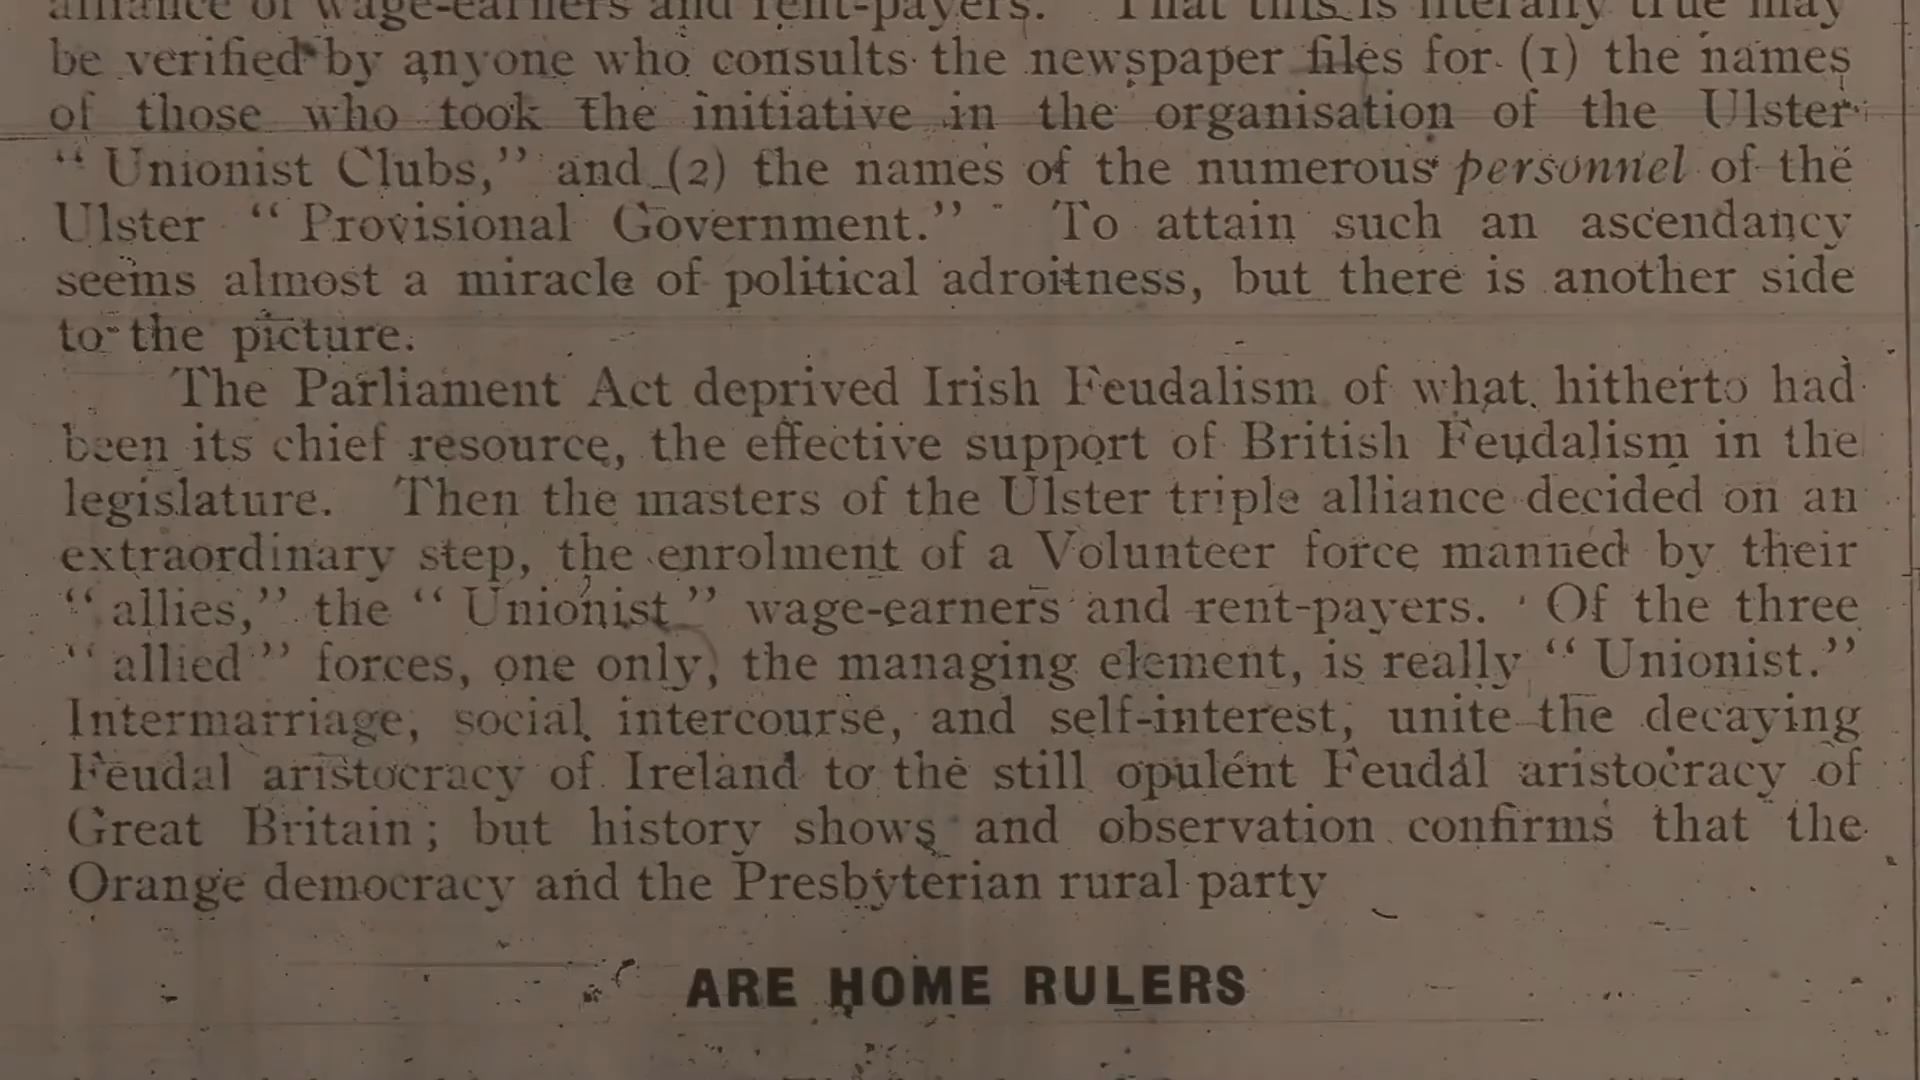 alliance of wage-earners and rent-payers. That this is literally true may
be verified by anyone who consults the newspaper files for (1) the names
of those who took the initiative in the organisation of the Ulster
“ Unionist Clubs,” and (2) the names of the numerous personnel of the
Ulster “ Provisional Government.” To attain such an ascendancy
seems almost a miracle of political adroitness, but there is another side
to the picture.
The Parliament Act deprived Irish Feudalism of what hitherto had
been its chief resource, the effective support of British Feudalism in the
legislature. Then the masters of the Ulster triple alliance decided on an
extraordinary step, the enrolment of a Volunteer force manned by their
“ allies,” the “ Unionist ” wage-earners and rent-payers. Of the three
“ allied ” forces, one only, the managing element, is really “ Unionist.”
Intermarriage, social intercourse, and self-interest, unite the decaying
Feudal aristocracy of Ireland to the still opulent Feudal aristocracy of
Great Britain ; but history shows and observation confirms that the
Orange democracy and the Presbyterian rural party
ARE HOME RULERS